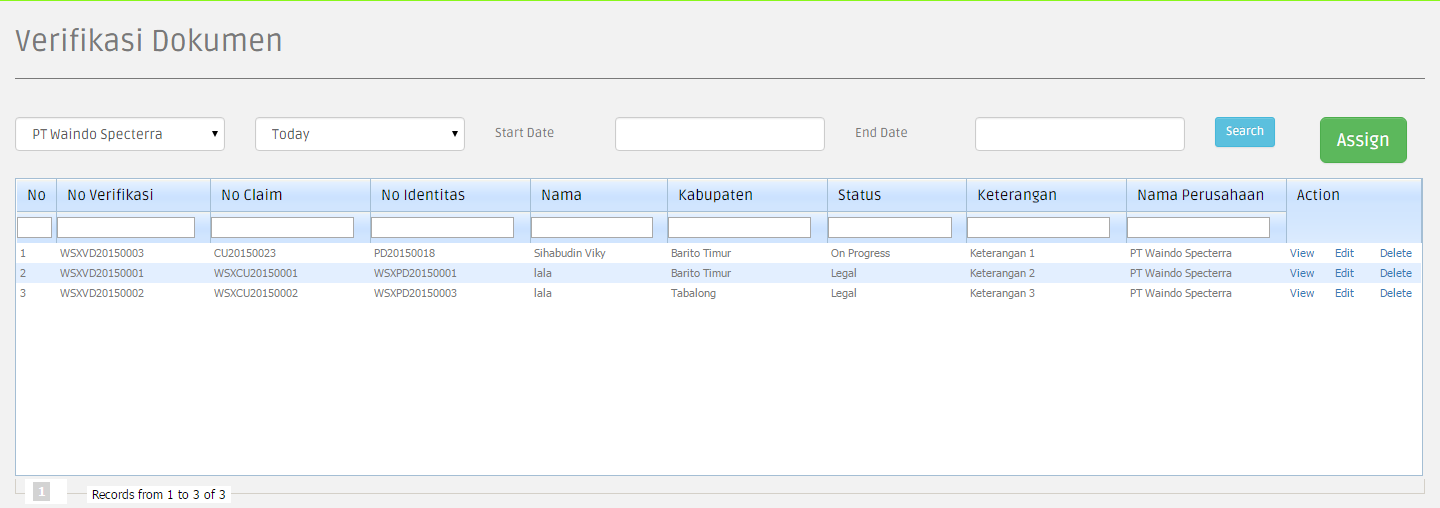 Verifikasi Dokumen
PT Waindo Specterra Today Start Date End Date Search Assign
No No Verifikasi No Claim No Identitas Nama Kabupaten Status Keterangan Nama Perusahaan Action
1 WSXVD20150003 CU20150023 PD20150018 Sihabudin Viky Barito Timur On Progress Keterangan 1 PT Waindo Specterra View Edit Delete
2 WSXVD20150001 WSXCU20150001 WSXPD20150001 lala Barito Timur Legal Keterangan 2 PT Waindo Specterra View Edit Delete
3 WSXVD20150002 WSXCU20150002 WSXPD20150003 lala Tabalong Legal Keterangan 3 PT Waindo Specterra View Edit Delete
1 Records from 1 to 3 of 3